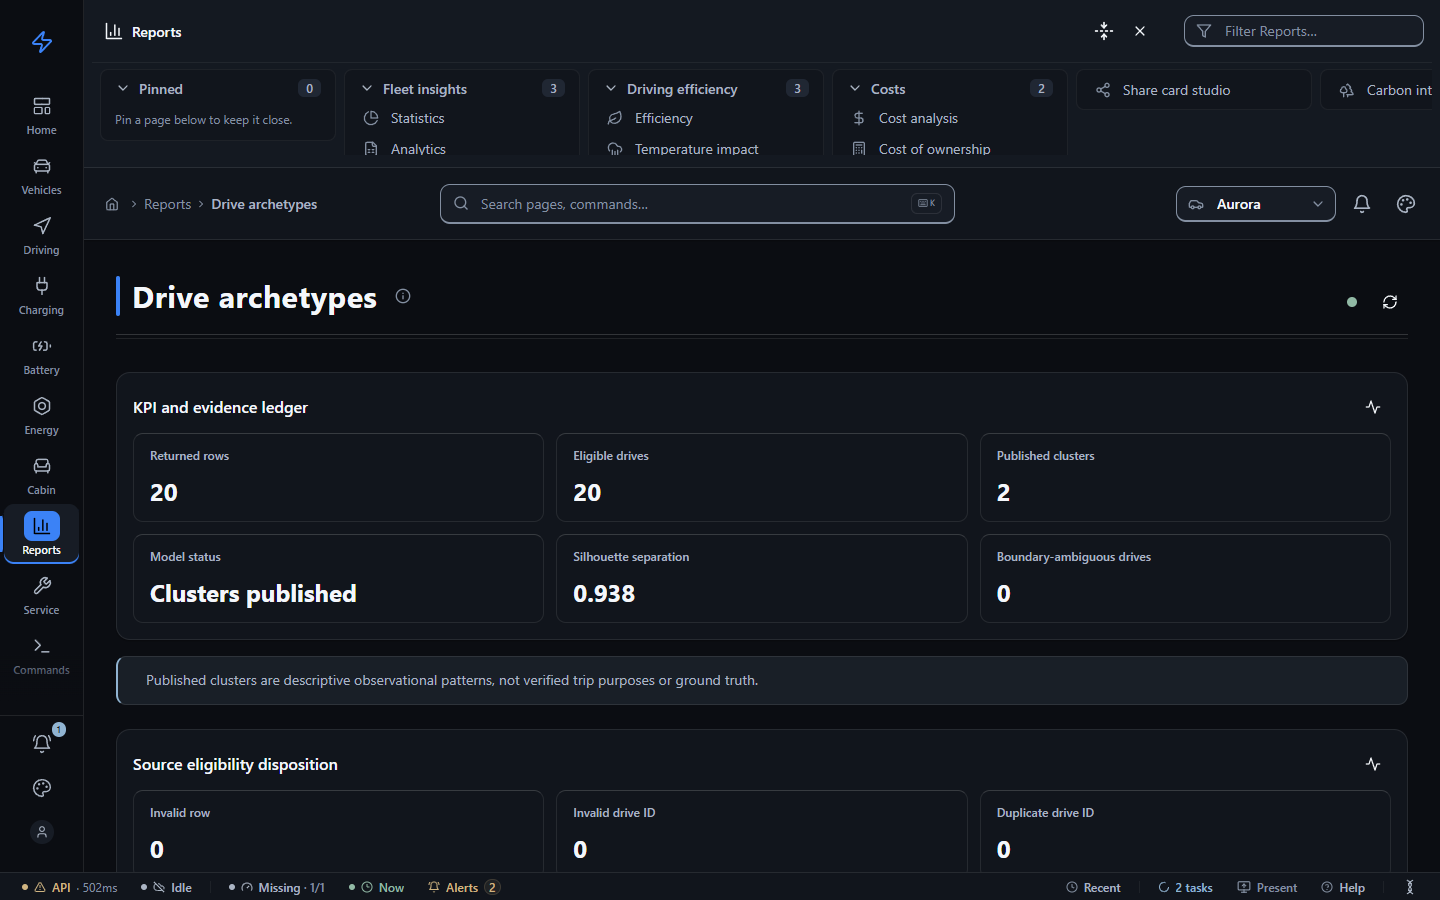 Reports
Filter Reports...
Pinned 0
Pin a page below to keep it close.
Fleet insights 3
Statistics
Analytics
Driving efficiency 3
Efficiency
Temperature impact
Costs 2
Cost analysis
Cost of ownership
Share card studio
Carbon int
Home
Vehicles
Driving
Charging
Battery
Energy
Cabin
Reports
Service
Commands
1
Reports
Drive archetypes
Search pages, commands...
K
Aurora
Drive archetypes
KPI and evidence ledger
Returned rows
20
Eligible drives
20
Published clusters
2
Model status
Clusters published
Silhouette separation
0.938
Boundary-ambiguous drives
0
Published clusters are descriptive observational patterns, not verified trip purposes or ground truth.
Source eligibility disposition
Invalid row
0
Invalid drive ID
0
Duplicate drive ID
0
API · 502ms
Idle
Missing · 1/1
Now
Alerts 2
Recent
2 tasks
Present
Help